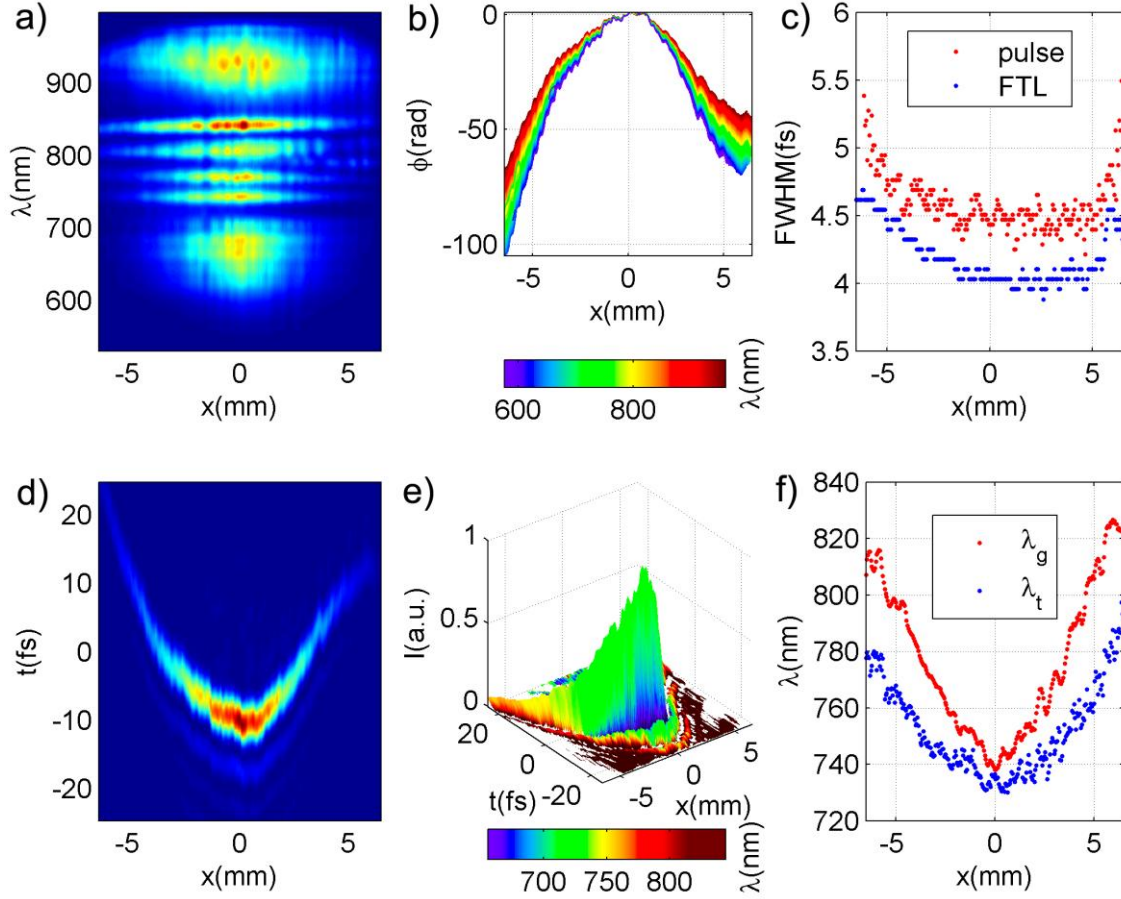 a)
λ(nm)
900
800
700
600
-5
0
5
x(mm)
b)
ϕ(rad)
0
-50
-100
-5
0
5
x(mm)
600
800
λ(nm)
c)
FWHM(fs)
6
5.5
5
4.5
4
3.5
pulse
FTL
-5
0
5
x(mm)
d)
t(fs)
20
10
0
-10
-20
-5
0
5
x(mm)
e)
I(a.u.)
1
0.5
0
20
0
-20
t(fs)
-5
0
5
x(mm)
700
750
800
λ(nm)
f)
λ(nm)
840
820
800
780
760
740
720
λg
λt
-5
0
5
x(mm)